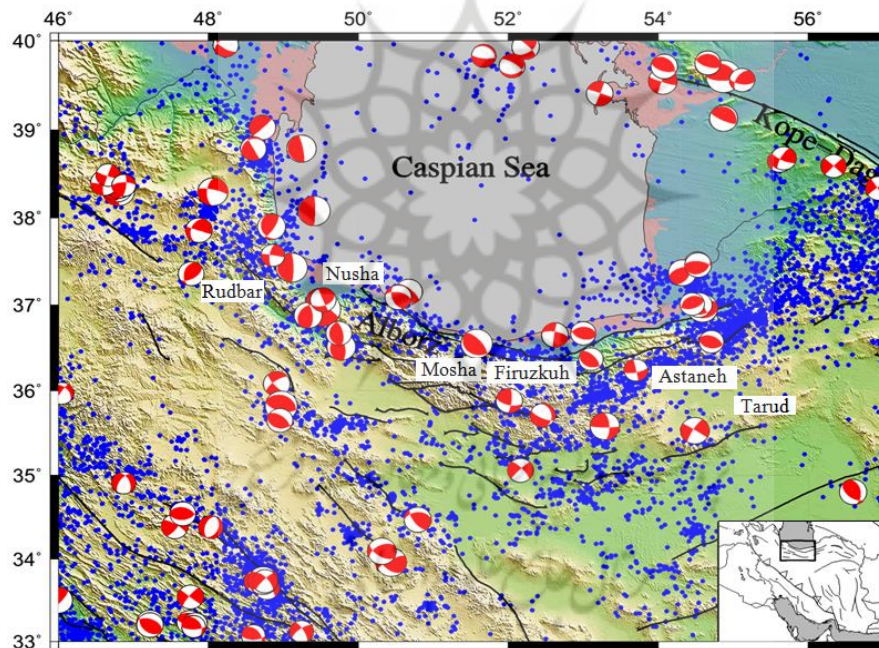 46° 48° 50° 52° 54° 56°
40°
39°
38°
37°
36°
35°
34°
33°
Kope Dag
Caspian Sea
Nusha
Rudbar
Alborz
Mosha Firuzkuh Astaneh
Tarud